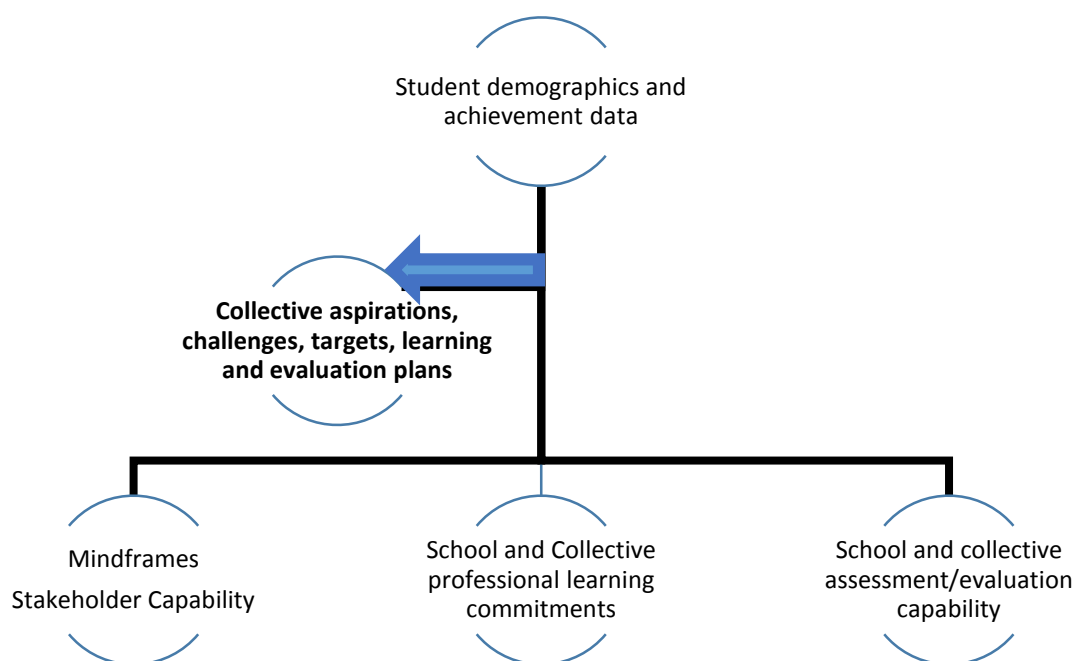 Student demographics and
achievement data
Collective aspirations,
challenges, targets, learning
and evaluation plans
Mindframes
Stakeholder Capability
School and Collective
professional learning
commitments
School and collective
assessment/evaluation
capability